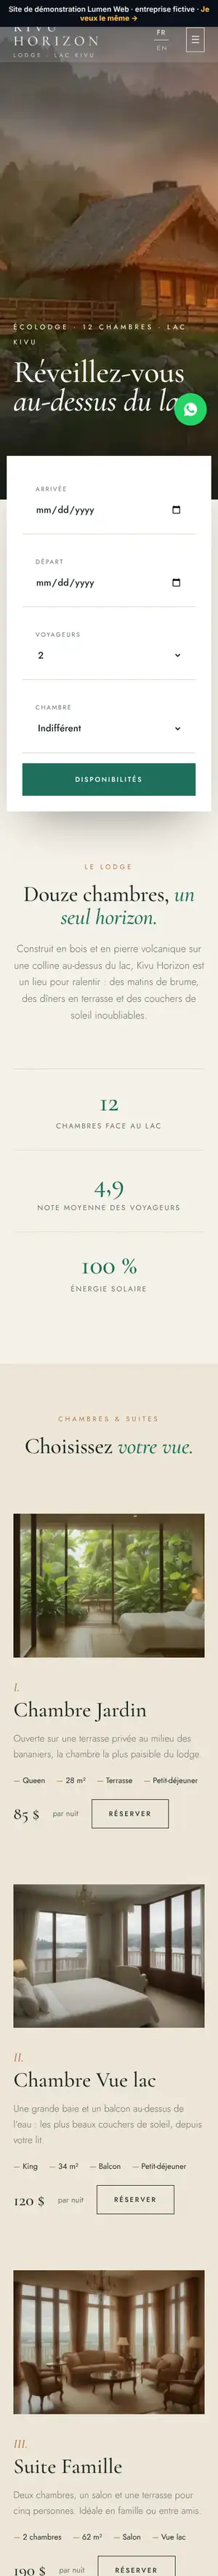 Site de démonstration Lumen Web · entreprise fictive · Je
veux le même →
KIVU
HORIZON
LODGE · LAC KIVU
FR
EN
ÉCOLODGE · 12 CHAMBRES · LAC
KIVU
Réveillez-vous
au-dessus du la
ARRIVÉE
mm/dd/yyyy
DÉPART
mm/dd/yyyy
VOYAGEURS
2
CHAMBRE
Indifférent
DISPONIBILITÉS
LE LODGE
Douze chambres, un
seul horizon.
Construit en bois et en pierre volcanique sur
une colline au-dessus du lac, Kivu Horizon est
un lieu pour ralentir : des matins de brume,
des dîners en terrasse et des couchers de
soleil inoubliables.
12
CHAMBRES FACE AU LAC
4,9
NOTE MOYENNE DES VOYAGEURS
100 %
ÉNERGIE SOLAIRE
CHAMBRES & SUITES
Choisissez votre vue.
I.
Chambre Jardin
Ouverte sur une terrasse privée au milieu des
bananiers, la chambre la plus paisible du lodge.
— Queen — 28 m² — Terrasse — Petit-déjeuner
85 $ par nuit RÉSERVER
II.
Chambre Vue lac
Une grande baie et un balcon au-dessus de
l'eau : les plus beaux couchers de soleil, depuis
votre lit.
— King — 34 m² — Balcon — Petit-déjeuner
120 $ par nuit RÉSERVER
III.
Suite Famille
Deux chambres, un salon et une terrasse pour
cinq personnes. Idéale en famille ou entre amis.
— 2 chambres — 62 m² — Salon — Vue lac
190 $ par nuit RÉSERVER